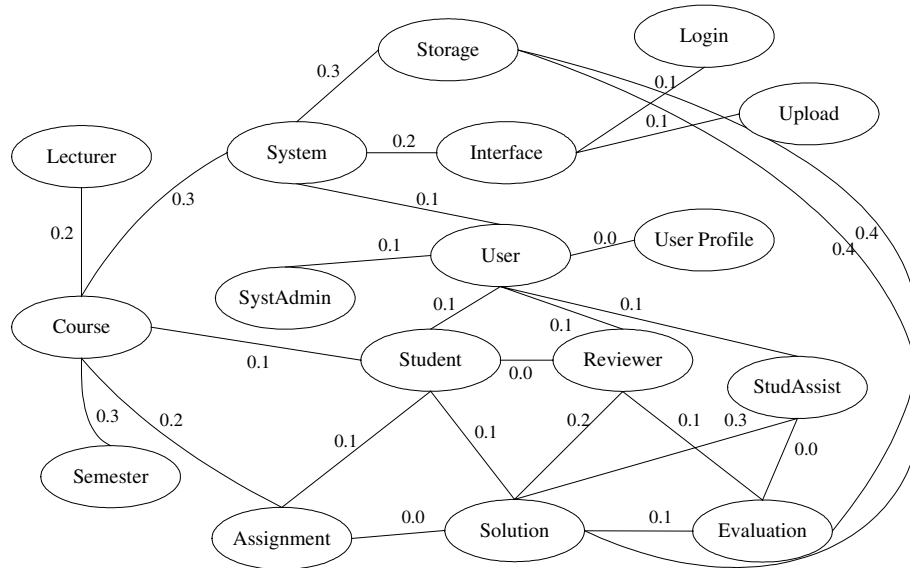 Login
Storage
0.3
0.1
Upload
0.1
Lecturer
System
0.2
Interface
0.3
0.1
0.2
0.4
0.4
User
0.0
User Profile
0.1
SystAdmin
0.1
0.1
0.1
Course
0.1
Student
0.0
Reviewer
StudAssist
0.3
0.2
0.1
0.2
0.1
0.3
0.1
0.0
Semester
Assignment
0.0
Solution
0.1
Evaluation